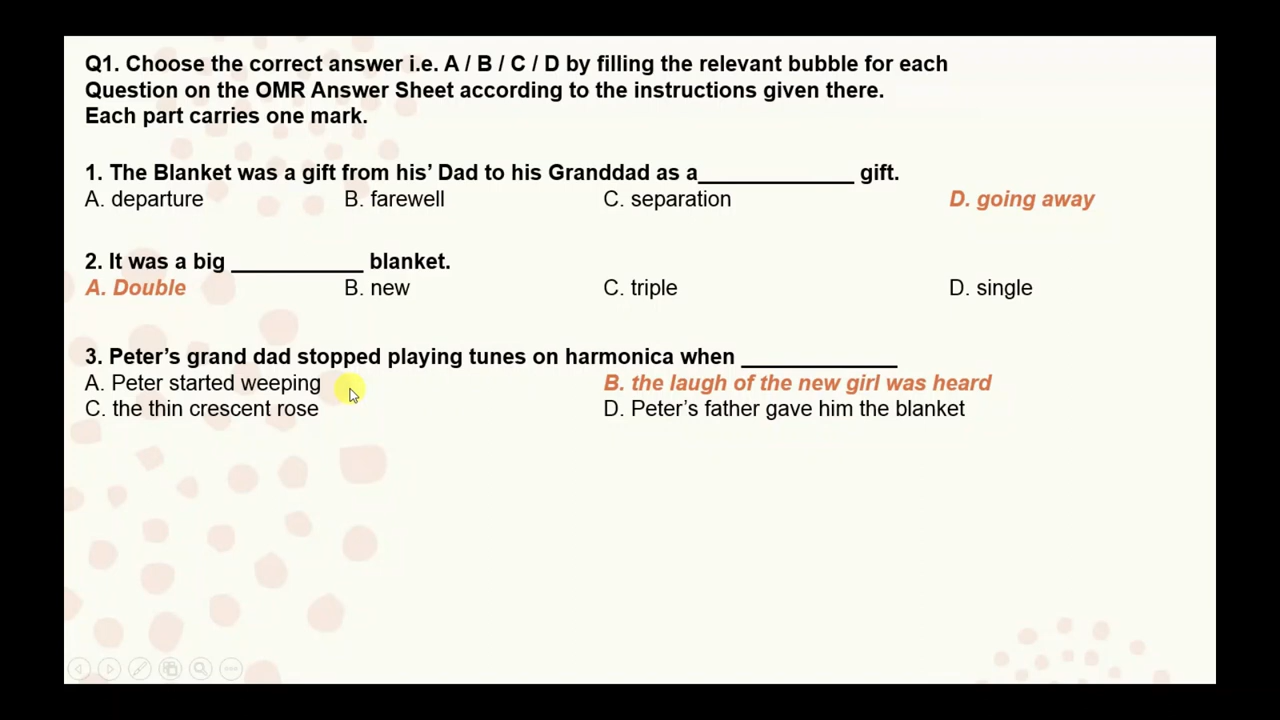 Q1. Choose the correct answer i.e. A / B / C / D by filling the relevant bubble for each
Question on the OMR Answer Sheet according to the instructions given there.
Each part carries one mark.
1. The Blanket was a gift from his’ Dad to his Granddad as a_____________ gift.
A. departure B. farewell C. separation D. going away
2. It was a big ___________ blanket.
A. Double B. new C. triple D. single
3. Peter’s grand dad stopped playing tunes on harmonica when _____________
A. Peter started weeping B. the laugh of the new girl was heard
C. the thin crescent rose D. Peter’s father gave him the blanket